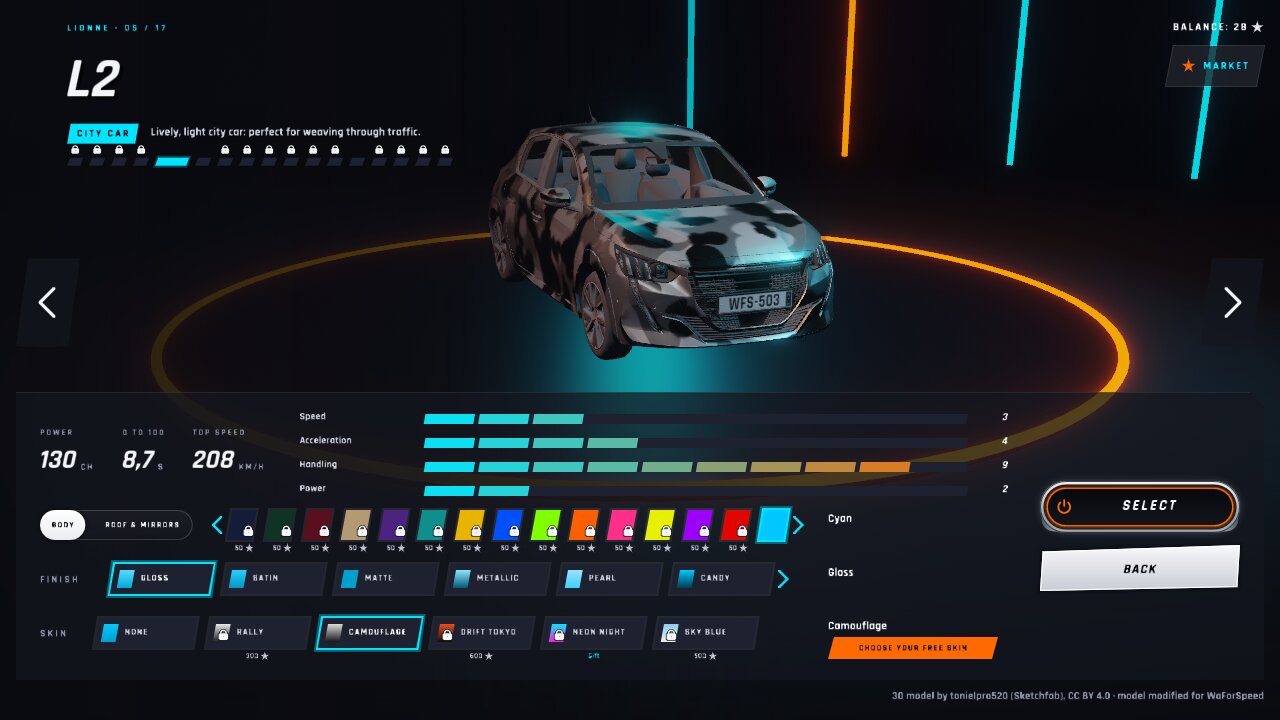 LIONNE · 05 / 17
BALANCE: 28 ★
L2
★ MARKET
CITY CAR
Lively, light city car: perfect for weaving through traffic.
WFS-503
POWER
130 CH
0 TO 100
8,7 S
TOP SPEED
208 KM/H
Speed 3
Acceleration 4
Handling 9
Power 2
BODY ROOF & MIRRORS
50 ★ 50 ★ 50 ★ 50 ★ 50 ★ 50 ★ 50 ★ 50 ★ 50 ★ 50 ★ 50 ★ 50 ★ 50 ★ 50 ★
Cyan
FINISH GLOSS SATIN MATTE METALLIC PEARL CANDY
Gloss
SKIN NONE RALLY CAMOUFLAGE DRIFT TOKYO NEON NIGHT SKY BLUE
300 ★ 600 ★ Gift 500 ★
Camouflage
CHOOSE YOUR FREE SKIN
SELECT
BACK
3D model by tonielpro520 (Sketchfab), CC BY 4.0 · model modified for WaForSpeed